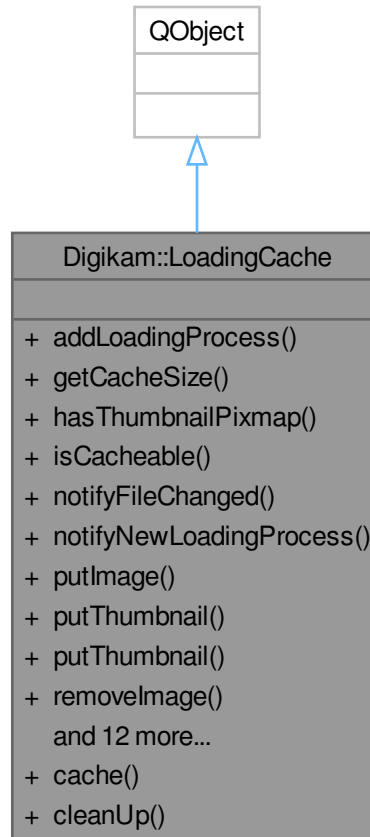 QObject
Digikam::LoadingCache
+ addLoadingProcess()
+ getCacheSize()
+ hasThumbnailPixmap()
+ isCacheable()
+ notifyFileChanged()
+ notifyNewLoadingProcess()
+ putImage()
+ putThumbnail()
+ putThumbnail()
+ removeImage()
and 12 more...
+ cache()
+ cleanUp()